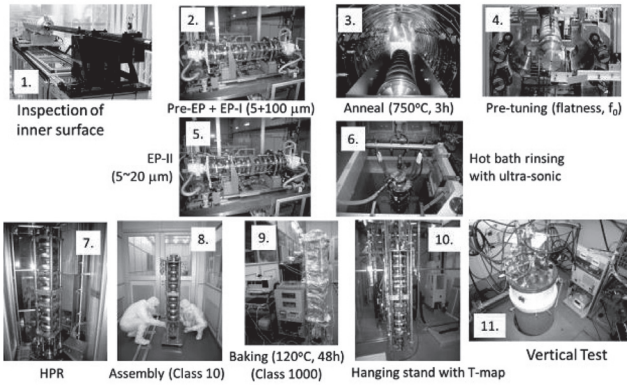 1.
Inspection of
inner surface
2.
Pre-EP + EP-I (5+100 μm)
3.
Anneal (750°C, 3h)
4.
Pre-tuning (flatness, f₀)
5.
EP-II
(5~20 μm)
6.
Hot bath rinsing
with ultra-sonic
7.
HPR
8.
Assembly (Class 10)
9.
Baking (120°C, 48h)
(Class 1000)
10.
Hanging stand with T-map
11.
Vertical Test